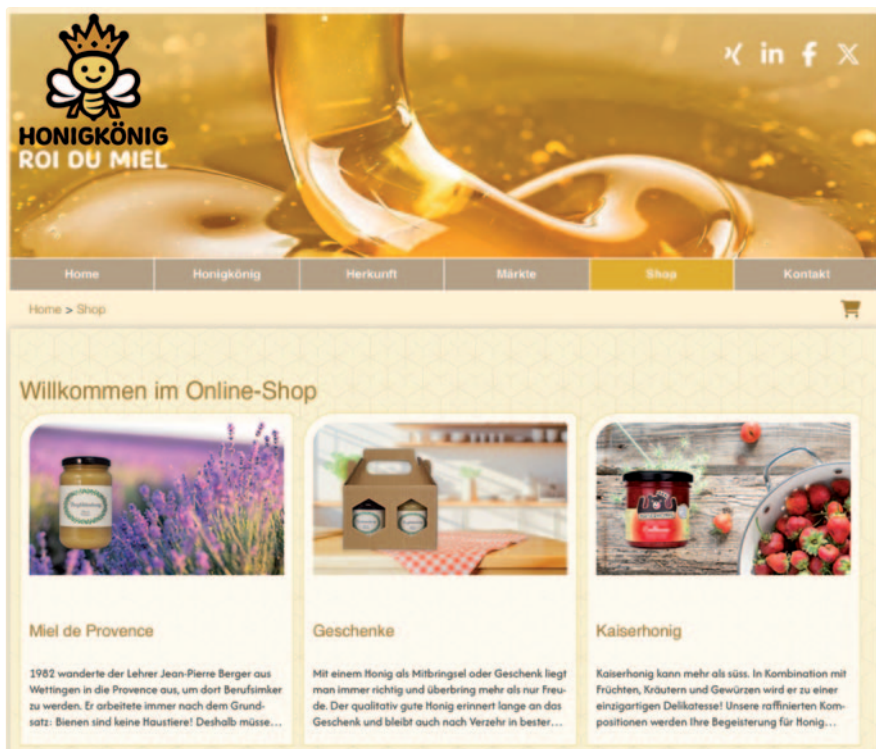 HONIGKÖNIG
ROI DU MIEL
in f X
Home Honigkönig Herkunft Märkte Shop Kontakt
Home > Shop
Willkommen im Online-Shop
Miel de Provence
1982 wanderte der Lehrer Jean-Pierre Berger aus
Wettingen in die Provence aus, um dort Berufsimker
zu werden. Er arbeitete immer nach dem Grund-
satz: Bienen sind keine Haustiere! Deshalb müsse…
Geschenke
Mit einem Honig als Mitbringsel oder Geschenk liegt
man immer richtig und überbring mehr als nur Freu-
de. Der qualitativ gute Honig erinnert lange an das
Geschenk und bleibt auch nach Verzehr in bester…
Kaiserhonig
Kaiserhonig kann mehr als süss. In Kombination mit
Früchten, Kräutern und Gewürzen wird er zu einer
einzigartigen Delikatesse! Unsere raffinierten Kom-
positionen werden Ihre Begeisterung für Honig…